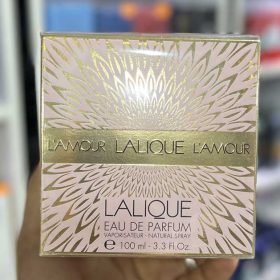 L'AMOUR LALIQUE L'AMOUR
LALIQUE
EAU DE PARFUM
VAPORISATEUR - NATURAL SPRAY
e 100 ml - 3.3 Fl.Oz.